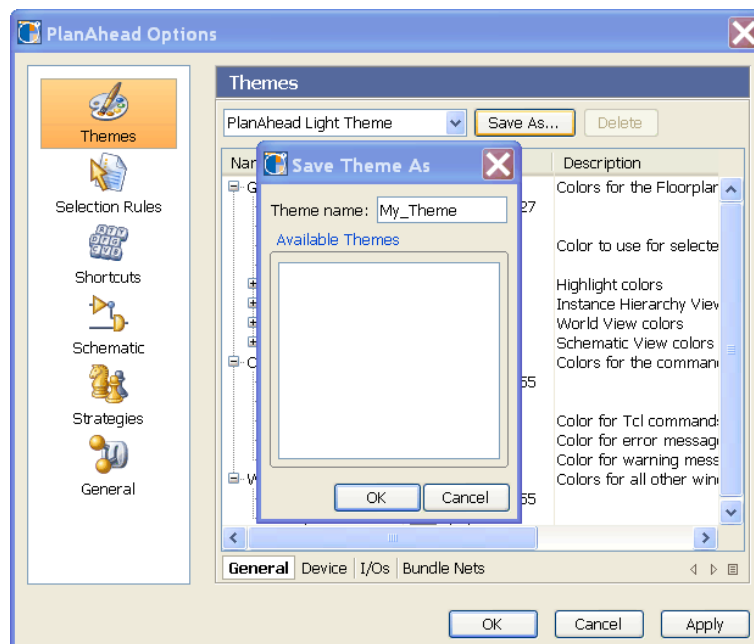 PlanAhead Options
Themes
Selection Rules
Shortcuts
Schematic
Strategies
General
Themes
PlanAhead Light Theme Save As... Delete
Description
Colors for the Floorplan
27
Color to use for selecte
Highlight colors
Instance Hierarchy View
World View colors
Schematic View colors
Colors for the comman
55
Color for Tcl command
Color for error messag
Color for warning mess
Colors for all other win
55
Save Theme As
Theme name: My_Theme
Available Themes
OK Cancel
General Device I/Os Bundle Nets
OK Cancel Apply